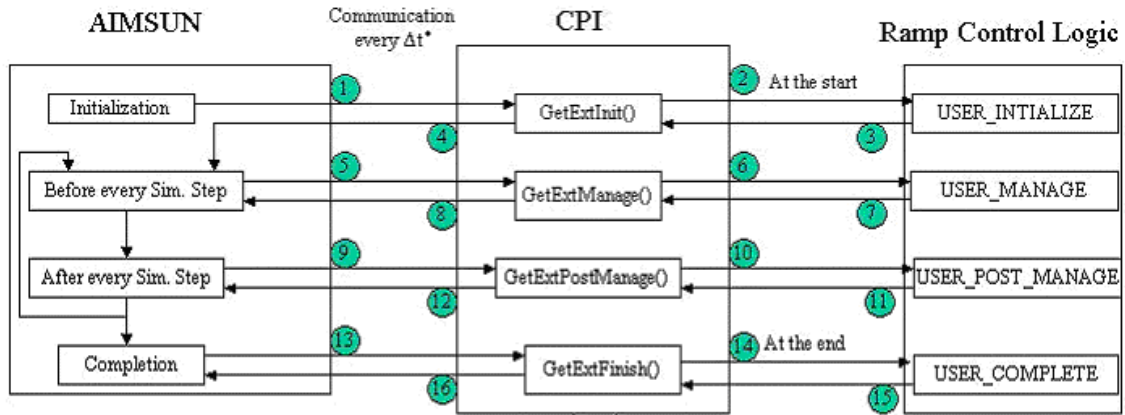 AIMSUN
Communication
every Δt*
CPI
Ramp Control Logic
1
2
At the start
Initialization
GetExtInit()
USER_INTIALIZE
4
3
5
6
Before every Sim. Step
GetExtManage()
USER_MANAGE
8
7
9
10
After every Sim. Step
GetExtPostManage()
USER_POST_MANAGE
12
11
13
14
At the end
Completion
GetExtFinish()
USER_COMPLETE
16
15